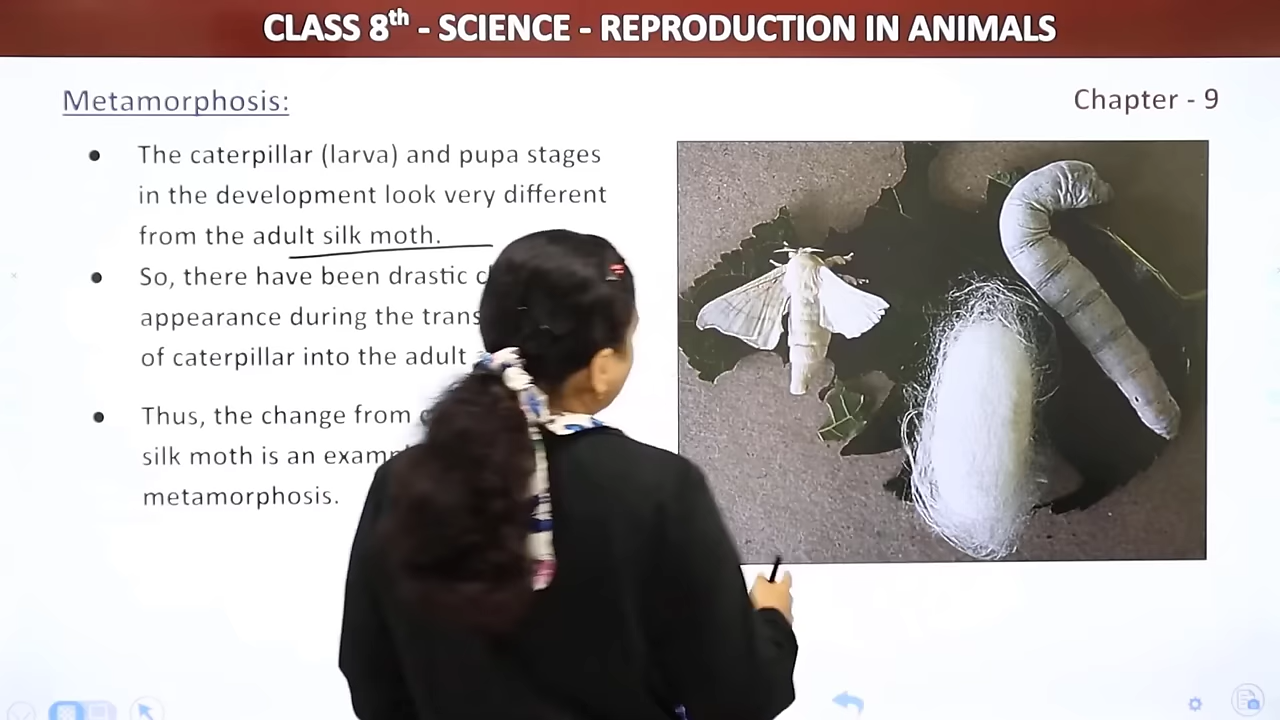 CLASS 8th - SCIENCE - REPRODUCTION IN ANIMALS
Metamorphosis:
Chapter - 9
The caterpillar (larva) and pupa stages
in the development look very different
from the adult silk moth.
So, there have been drastic
appearance during the
of caterpillar into the adult
Thus, the change from
silk moth is an
metamorphosis.